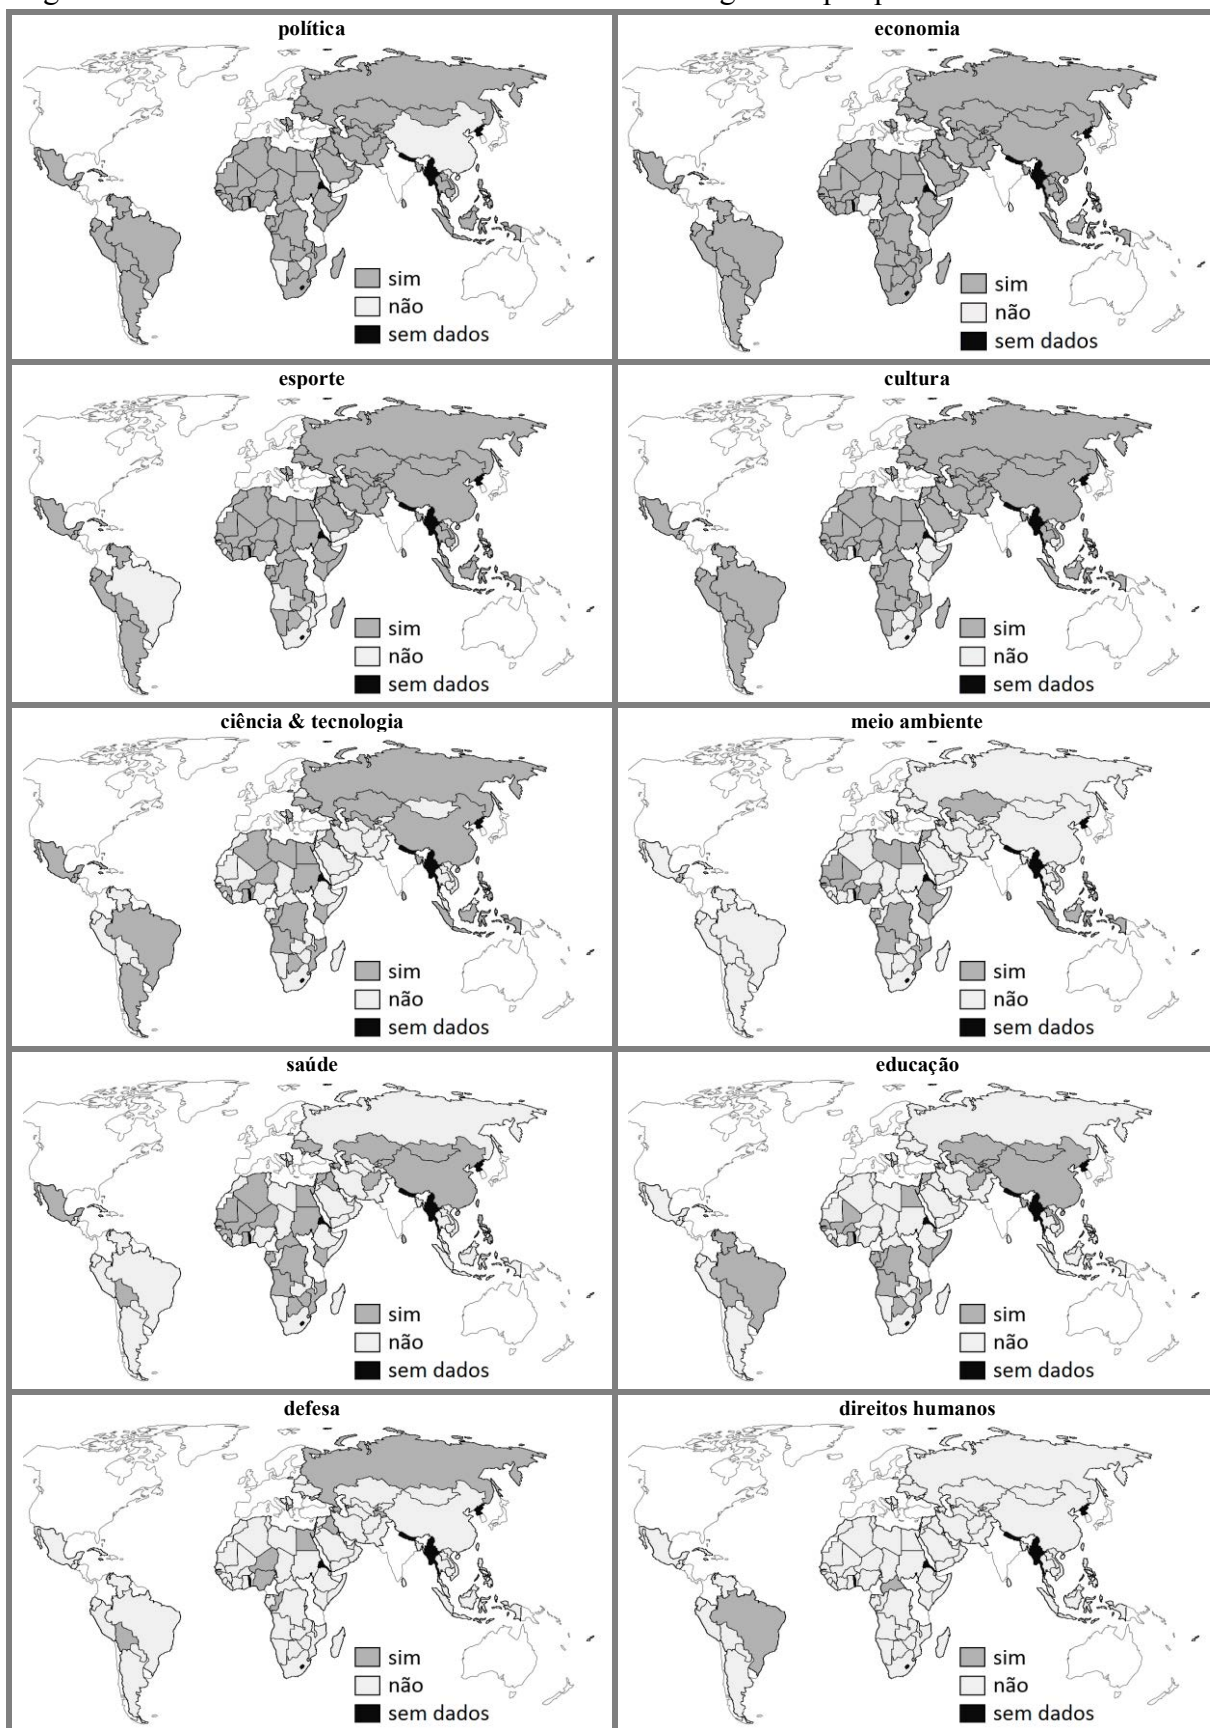 política
economia
sim
não
sem dados
sim
não
sem dados
esporte
cultura
sim
não
sem dados
sim
não
sem dados
ciência & tecnologia
meio ambiente
sim
não
sem dados
sim
não
sem dados
saúde
educação
sim
não
sem dados
sim
não
sem dados
defesa
direitos humanos
sim
não
sem dados
sim
não
sem dados